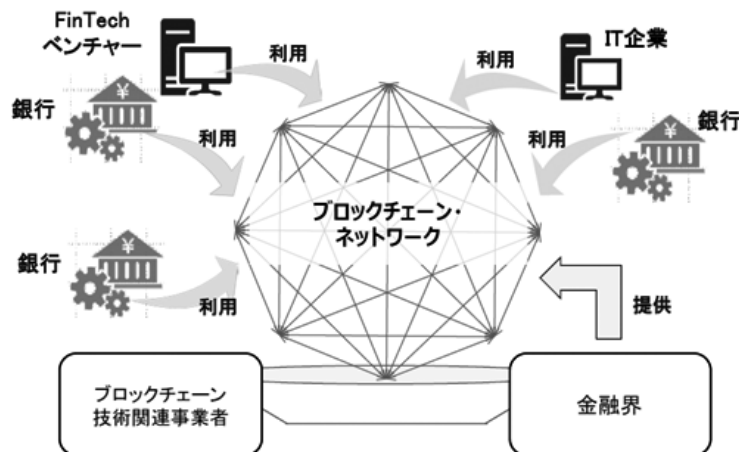 FinTech
ベンチャー
利用
IT企業
利用
銀行
¥
利用
利用
¥
銀行
ブロックチェーン・
ネットワーク
銀行
¥
利用
提供
ブロックチェーン
技術関連事業者
金融界